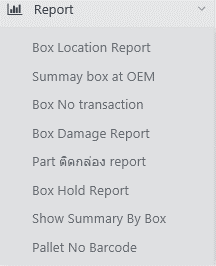 Report
Box Location Report
Summay box at OEM
Box No transaction
Box Damage Report
Part ติดกล่อง report
Box Hold Report
Show Summary By Box
Pallet No Barcode